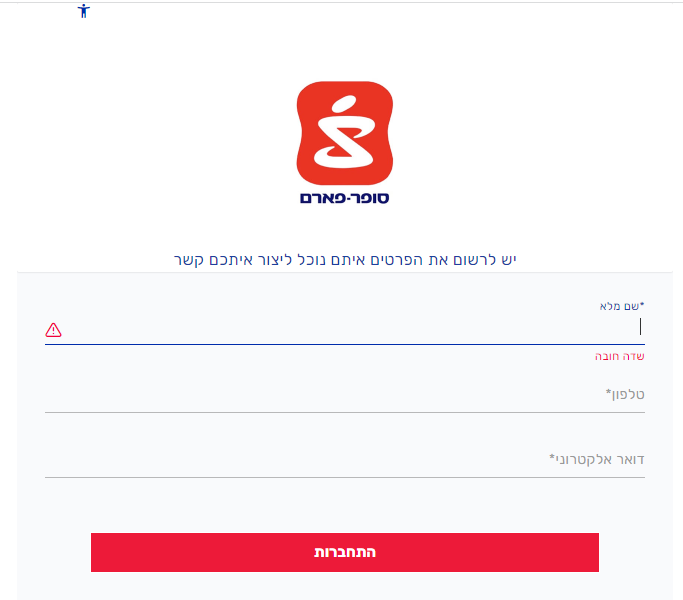 סופר-פארם
יש לרשום את הפרטים איתם נוכל ליצור איתכם קשר
*שם מלא
שדה חובה
טלפון*
דואר אלקטרוני*
התחברות